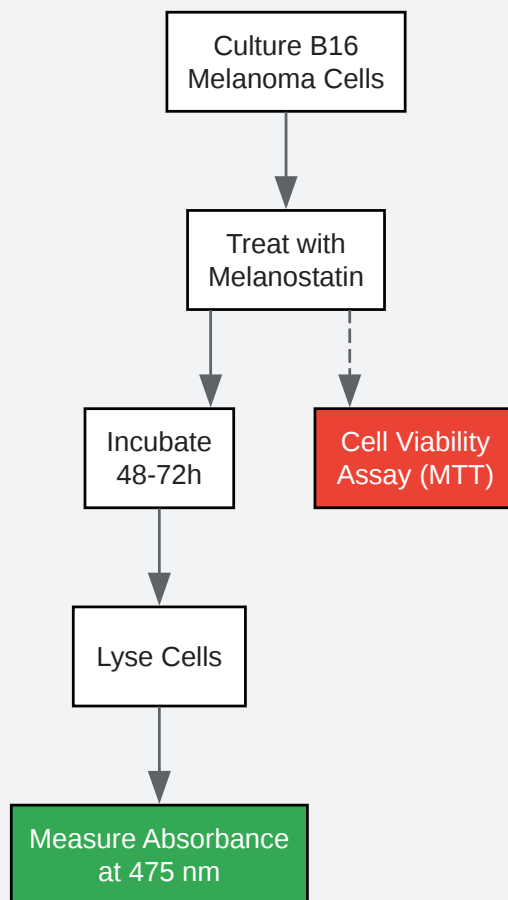 Culture B16
Melanoma Cells
Treat with
Melanostatin
Incubate
48-72h
Cell Viability
Assay (MTT)
Lyse Cells
Measure Absorbance
at 475 nm